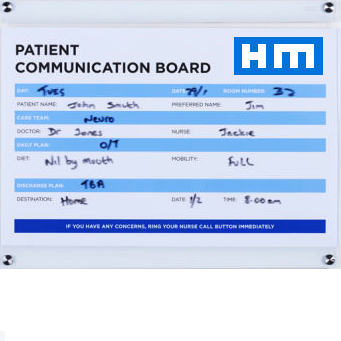 PATIENT
COMMUNICATION BOARD
HM
DAY: TUES DATE: 29/1 ROOM NUMBER: B2
PATIENT NAME: John Smith PREFERRED NAME: Jim
CARE TEAM: Neuro
DOCTOR: Dr Jones NURSE: Jackie
DAILY PLAN: O/T
DIET: Nil by mouth MOBILITY: FULL
DISCHARGE PLAN: TBA
DESTINATION: Home DATE: 1/2 TIME: 8.00am
IF YOU HAVE ANY CONCERNS, RING YOUR NURSE CALL BUTTON IMMEDIATELY